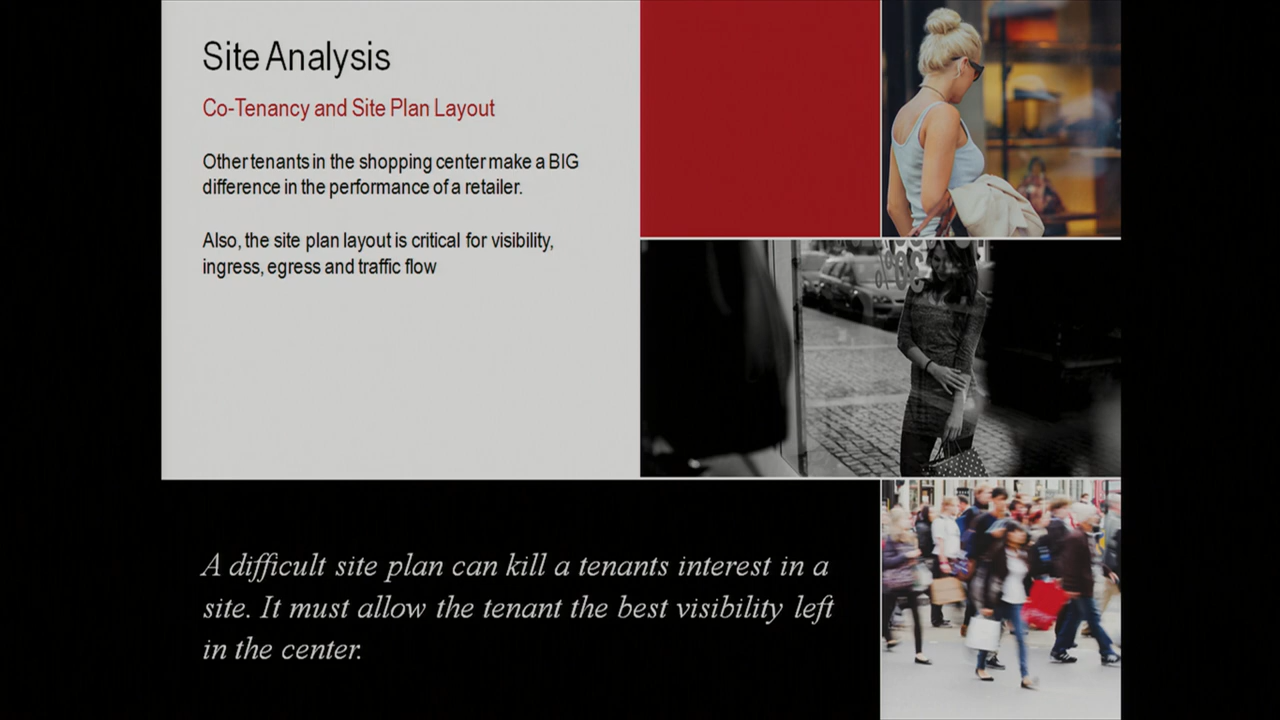 Site Analysis
Co-Tenancy and Site Plan Layout
Other tenants in the shopping center make a BIG
difference in the performance of a retailer.
Also, the site plan layout is critical for visibility,
ingress, egress and traffic flow
A difficult site plan can kill a tenants interest in a
site. It must allow the tenant the best visibility left
in the center.